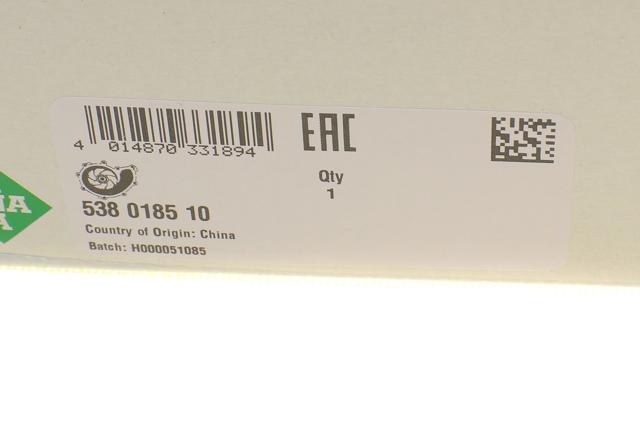 4 014870 331894
EAC
Qty
1
538 0185 10
Country of Origin: China
Batch: H000051085